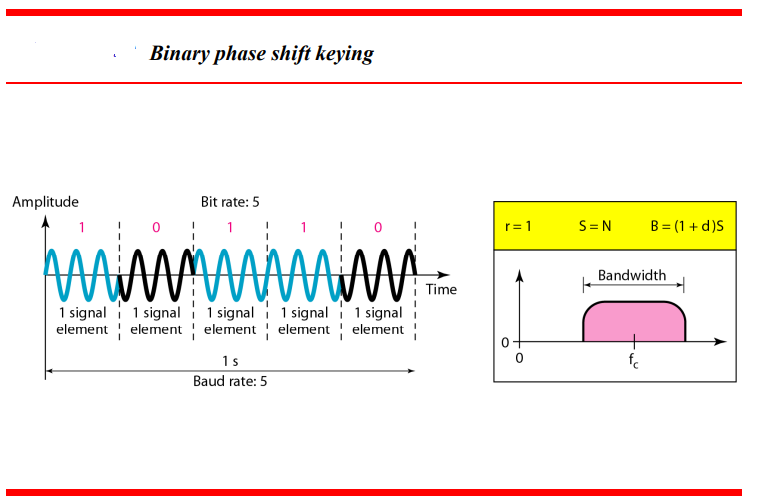 Binary phase shift keying
Amplitude
Bit rate: 5
1 0 1 1 0
Time
1 signal element
1 signal element
1 signal element
1 signal element
1 signal element
1 s
Baud rate: 5
r = 1 S = N B = (1 + d)S
Bandwidth
0
0
fc